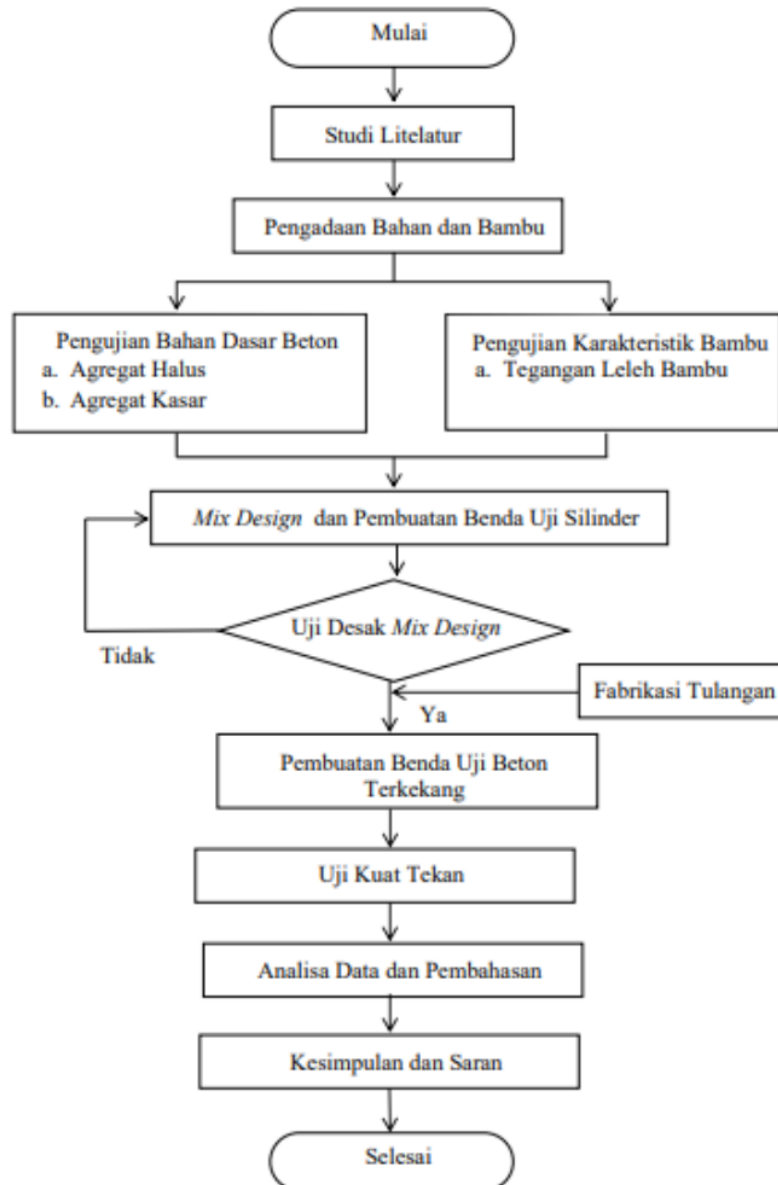 Mulai
Studi Litelatur
Pengadaan Bahan dan Bambu
Pengujian Bahan Dasar Beton
a. Agregat Halus
b. Agregat Kasar
Pengujian Karakteristik Bambu
a. Tegangan Leleh Bambu
Mix Design dan Pembuatan Benda Uji Silinder
Uji Desak Mix Design
Tidak
Fabrikasi Tulangan
Ya
Pembuatan Benda Uji Beton
Terkekang
Uji Kuat Tekan
Analisa Data dan Pembahasan
Kesimpulan dan Saran
Selesai